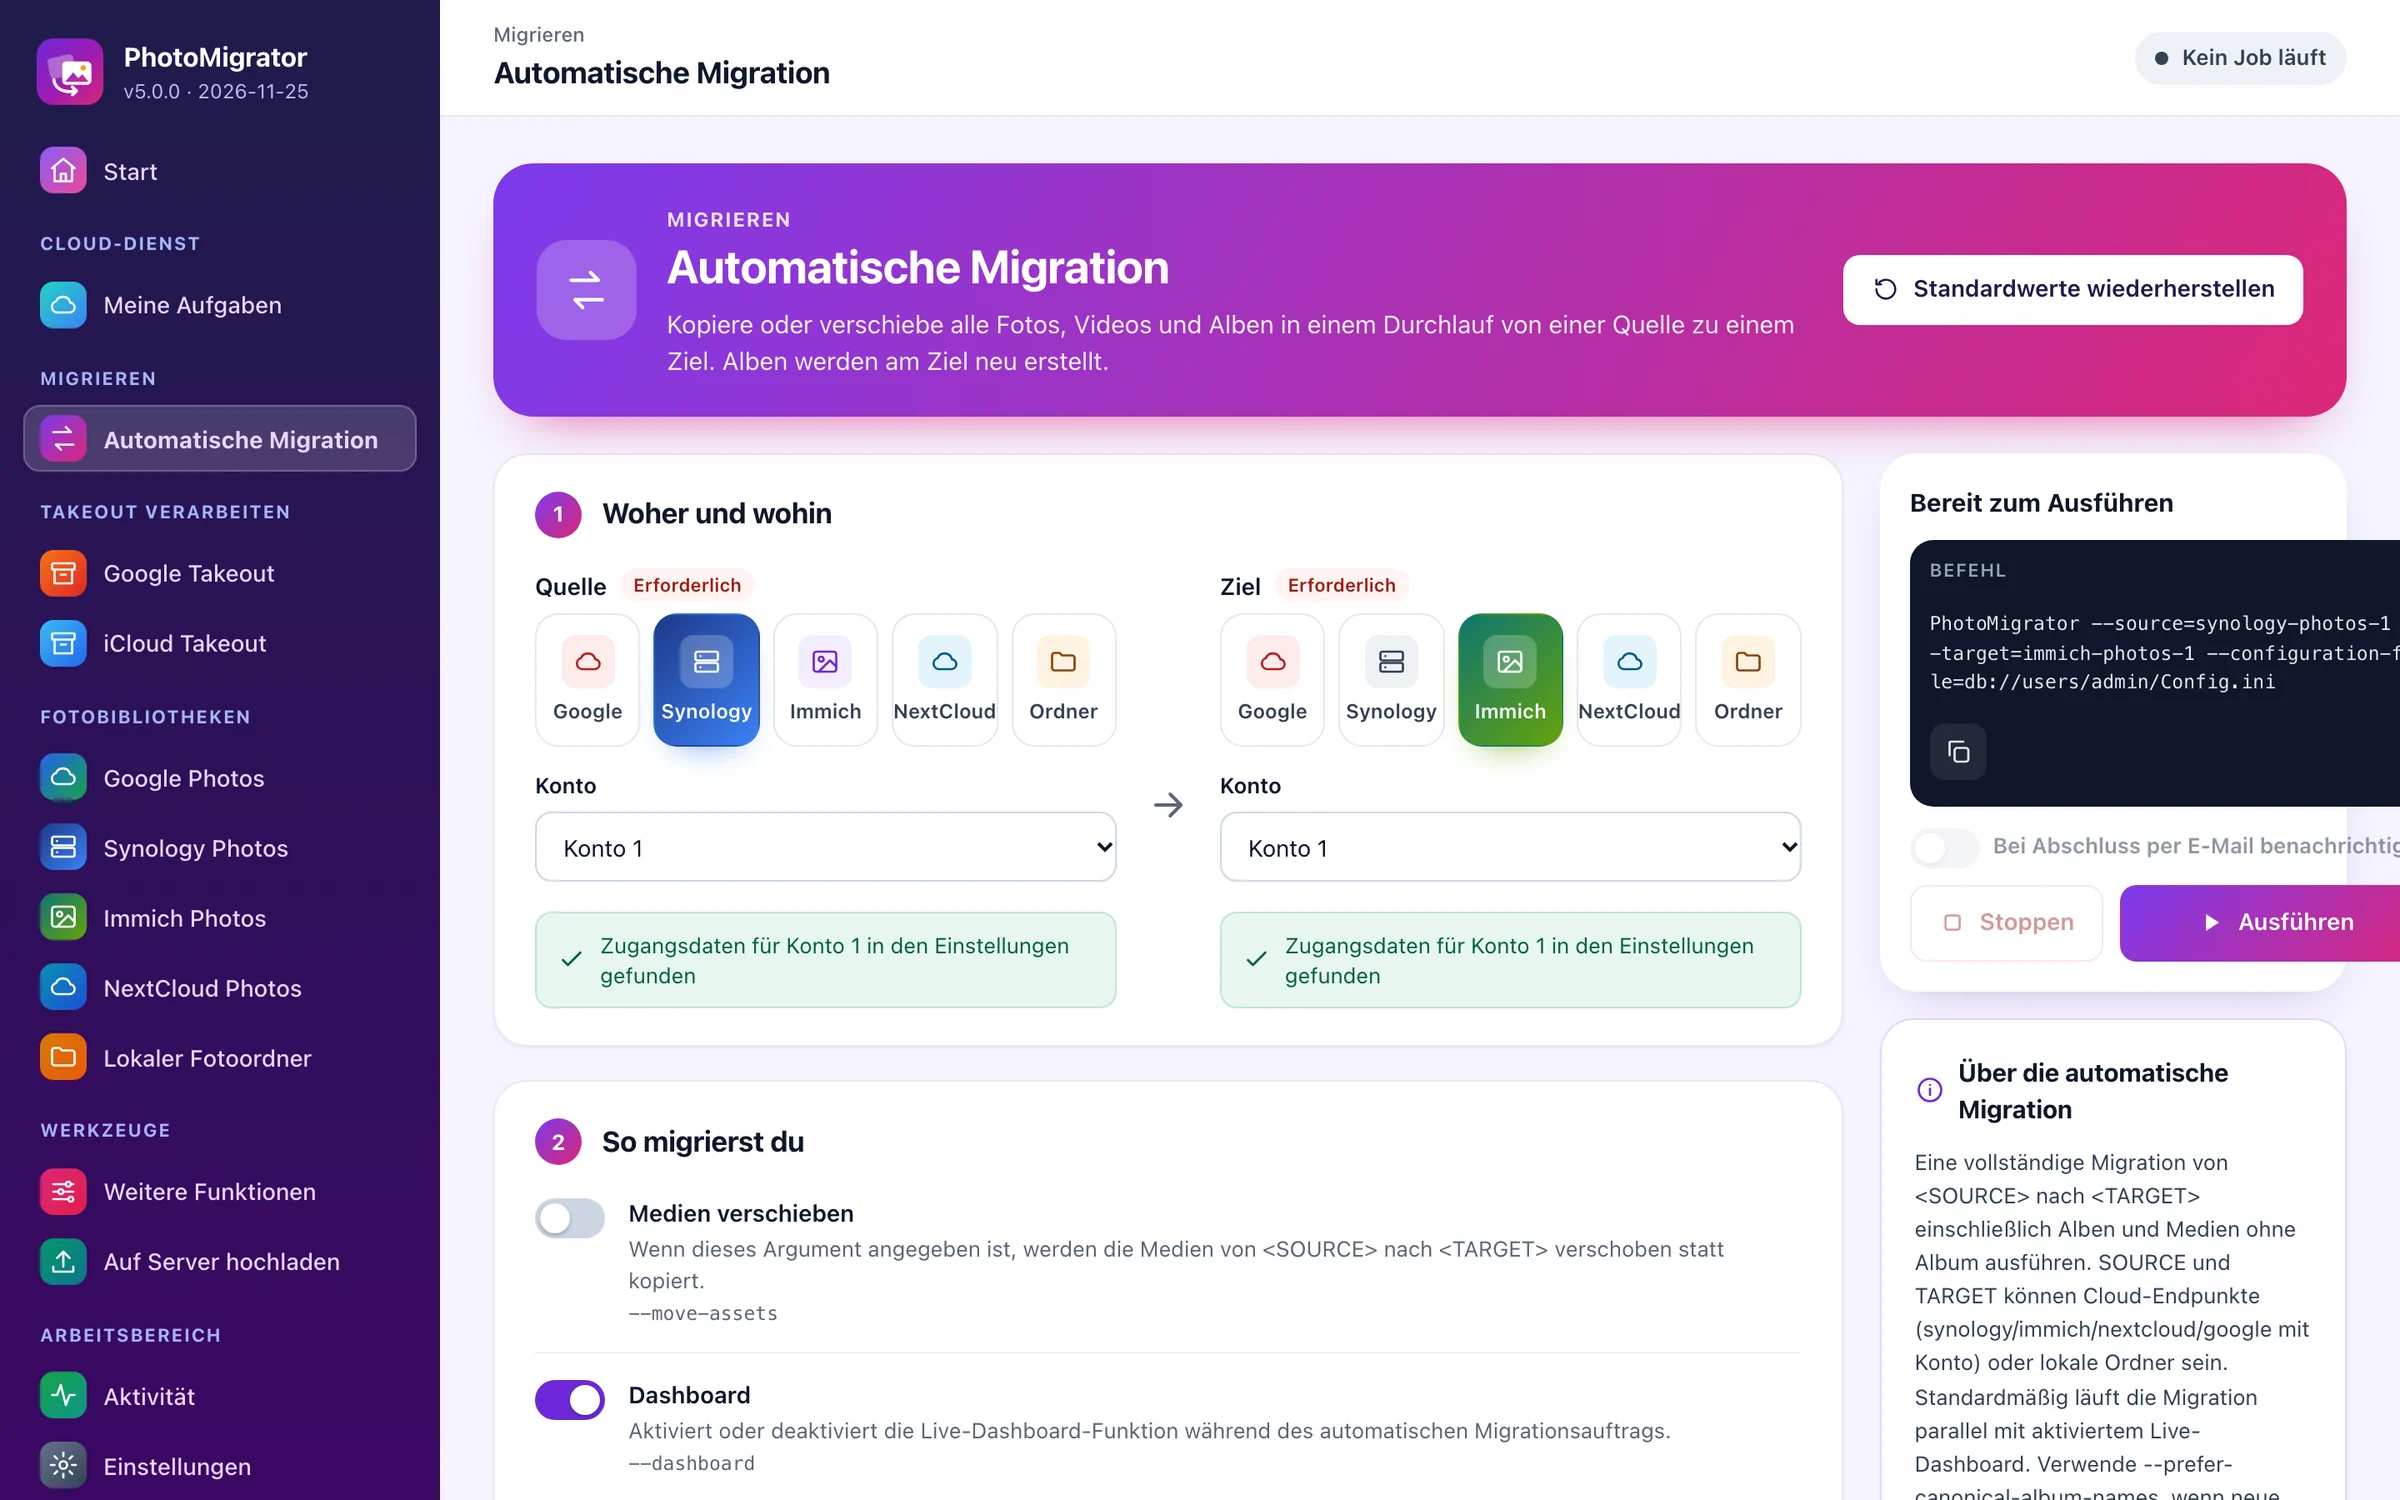 PhotoMigrator
v5.0.0 · 2026-11-25
Start
CLOUD-DIENST
Meine Aufgaben
MIGRIEREN
Automatische Migration
TAKEOUT VERARBEITEN
Google Takeout
iCloud Takeout
FOTOBIBLIOTHEKEN
Google Photos
Synology Photos
Immich Photos
NextCloud Photos
Lokaler Fotoordner
WERKZEUGE
Weitere Funktionen
Auf Server hochladen
ARBEITSBEREICH
Aktivität
Einstellungen
Migrieren
Automatische Migration
Kein Job läuft
MIGRIEREN
Automatische Migration
Kopiere oder verschiebe alle Fotos, Videos und Alben in einem Durchlauf von einer Quelle zu einem
Ziel. Alben werden am Ziel neu erstellt.
Standardwerte wiederherstellen
1 Woher und wohin
Quelle Erforderlich
Google Synology Immich NextCloud Ordner
Konto
Konto 1
Zugangsdaten für Konto 1 in den Einstellungen
gefunden
Ziel Erforderlich
Google Synology Immich NextCloud Ordner
Konto
Konto 1
Zugangsdaten für Konto 1 in den Einstellungen
gefunden
2 So migrierst du
Medien verschieben
Wenn dieses Argument angegeben ist, werden die Medien von <SOURCE> nach <TARGET> verschoben statt
kopiert.
--move-assets
Dashboard
Aktiviert oder deaktiviert die Live-Dashboard-Funktion während des automatischen Migrationsauftrags.
--dashboard
Bereit zum Ausführen
BEFEHL
PhotoMigrator --source=synology-photos-1
-target=immich-photos-1 --configuration-f
le=db://users/admin/Config.ini
Bei Abschluss per E-Mail benachrichtig
Stoppen
Ausführen
Über die automatische
Migration
Eine vollständige Migration von
<SOURCE> nach <TARGET>
einschließlich Alben und Medien ohne
Album ausführen. SOURCE und
TARGET können Cloud-Endpunkte
(synology/immich/nextcloud/google mit
Konto) oder lokale Ordner sein.
Standardmäßig läuft die Migration
parallel mit aktiviertem Live-
Dashboard. Verwende --prefer-
canonical-album-names, wenn neue